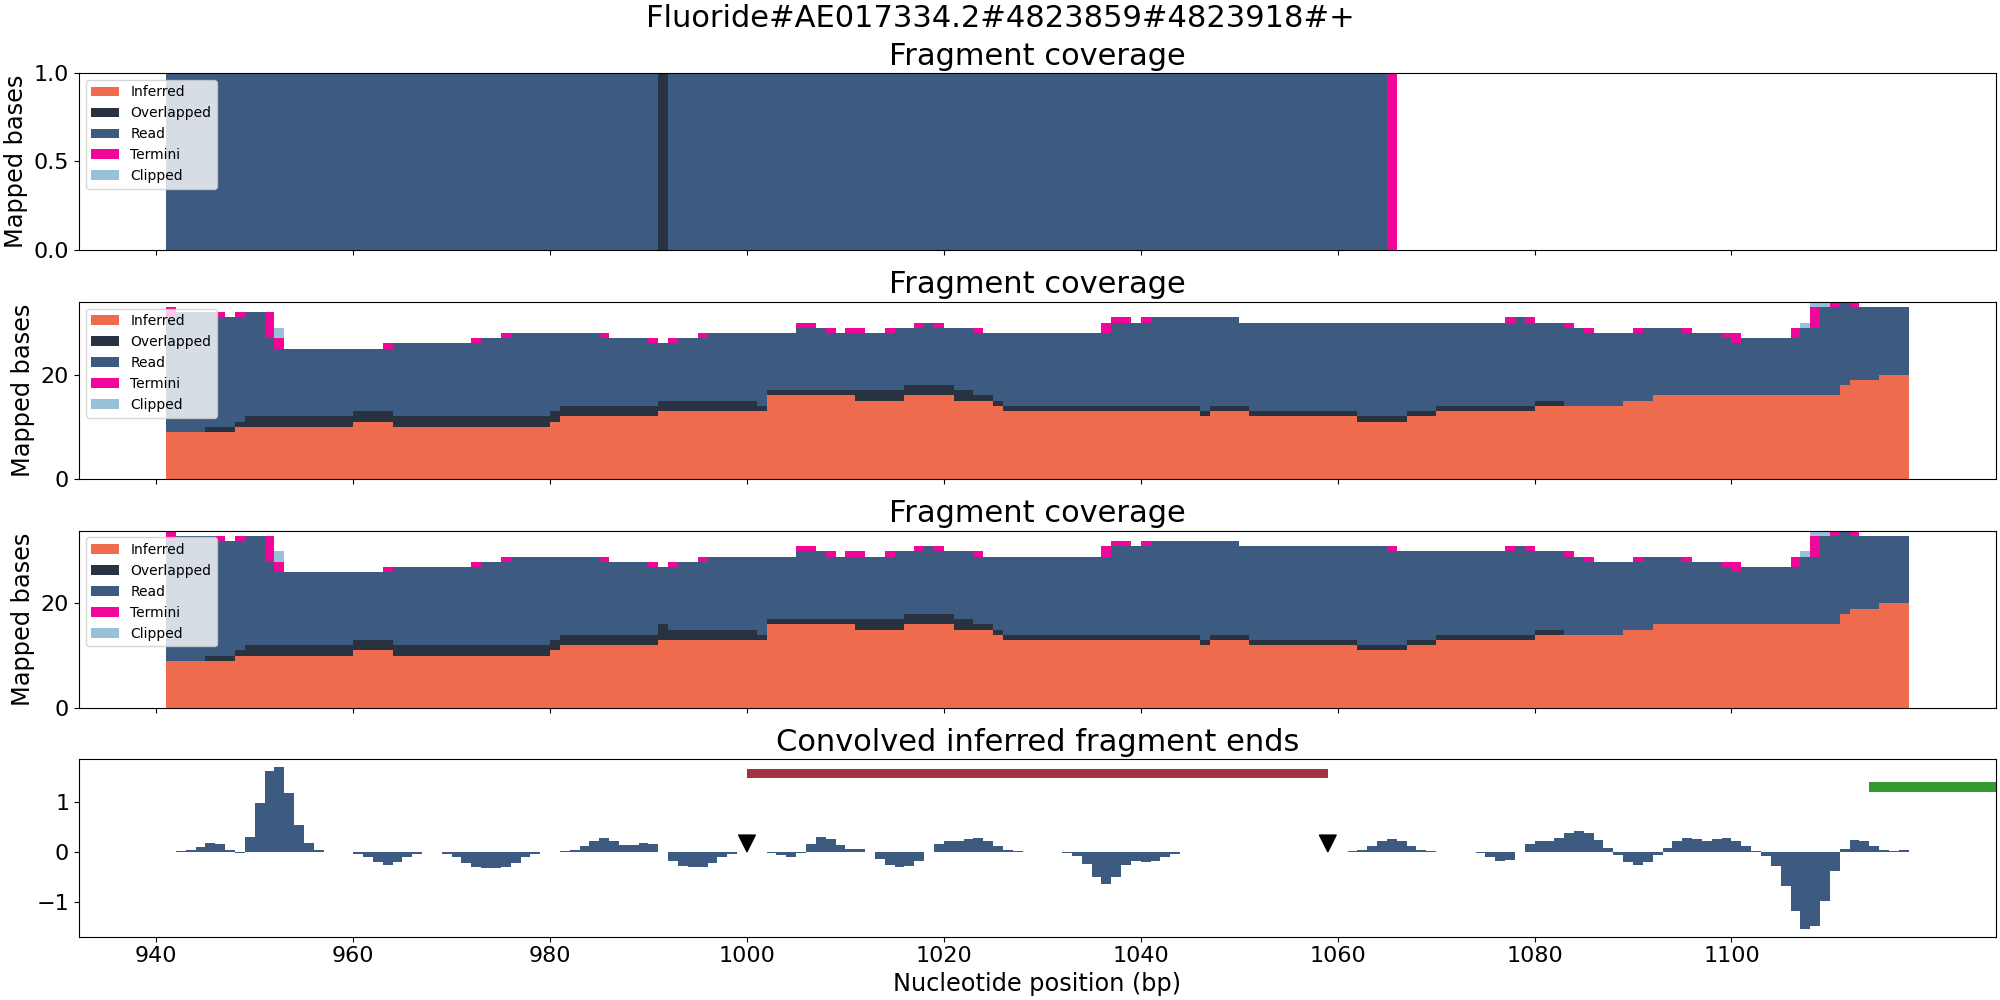 Fluoride#AE017334.2#4823859#4823918#+
Fragment coverage
Mapped bases
1.0
0.5
0.0
Inferred
Overlapped
Read
Termini
Clipped
Fragment coverage
Mapped bases
20
0
Inferred
Overlapped
Read
Termini
Clipped
Fragment coverage
Mapped bases
20
0
Inferred
Overlapped
Read
Termini
Clipped
Convolved inferred fragment ends
1
0
−1
940 960 980 1000 1020 1040 1060 1080 1100
Nucleotide position (bp)